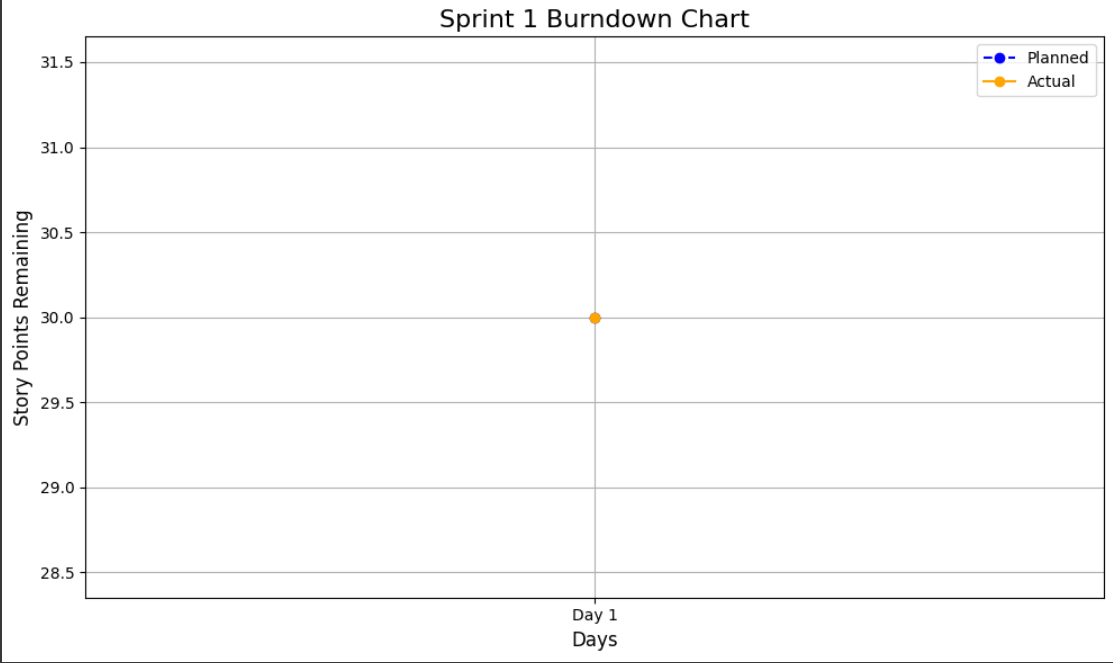 Sprint 1 Burndown Chart
Planned
Actual
Story Points Remaining
31.5
31.0
30.5
30.0
29.5
29.0
28.5
Day 1
Days